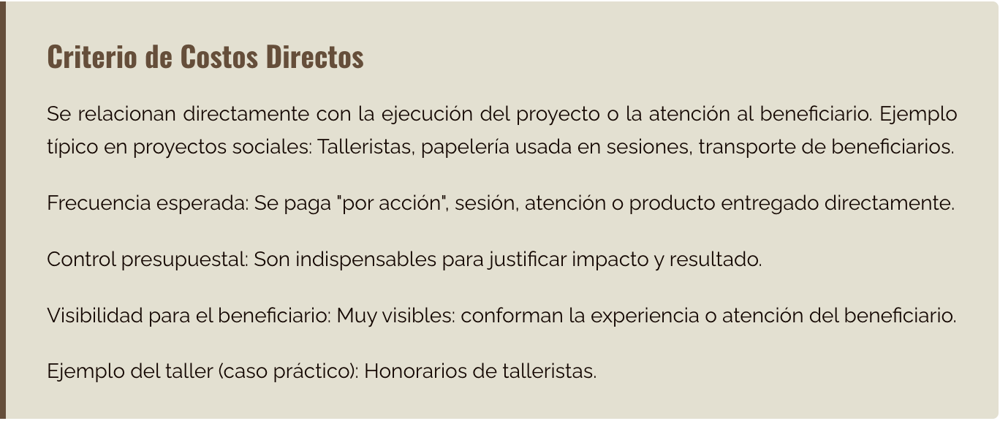 Criterio de Costos Directos
Se relacionan directamente con la ejecución del proyecto o la atención al beneficiario. Ejemplo
típico en proyectos sociales: Talleristas, papelería usada en sesiones, transporte de beneficiarios.
Frecuencia esperada: Se paga "por acción", sesión, atención o producto entregado directamente.
Control presupuestal: Son indispensables para justificar impacto y resultado.
Visibilidad para el beneficiario: Muy visibles: conforman la experiencia o atención del beneficiario.
Ejemplo del taller (caso práctico): Honorarios de talleristas.